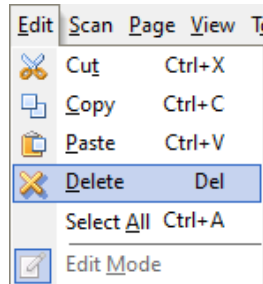 Edit Scan Page View
Cut Ctrl+X
Copy Ctrl+C
Paste Ctrl+V
Delete Del
Select All Ctrl+A
Edit Mode